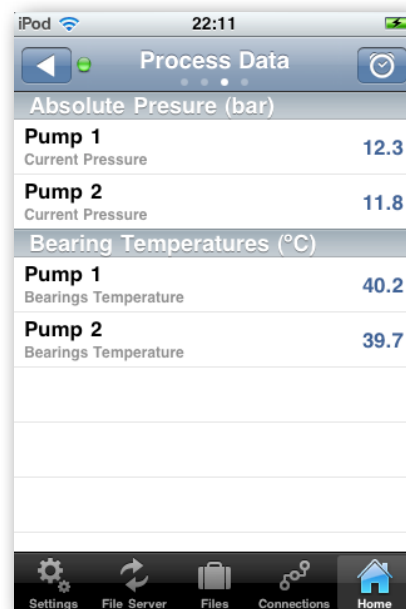 iPod 22:11
Process Data
Absolute Presure (bar)
Pump 1
Current Pressure
12.3
Pump 2
Current Pressure
11.8
Bearing Temperatures (°C)
Pump 1
Bearings Temperature
40.2
Pump 2
Bearings Temperature
39.7
Settings File Server Files Connections Home